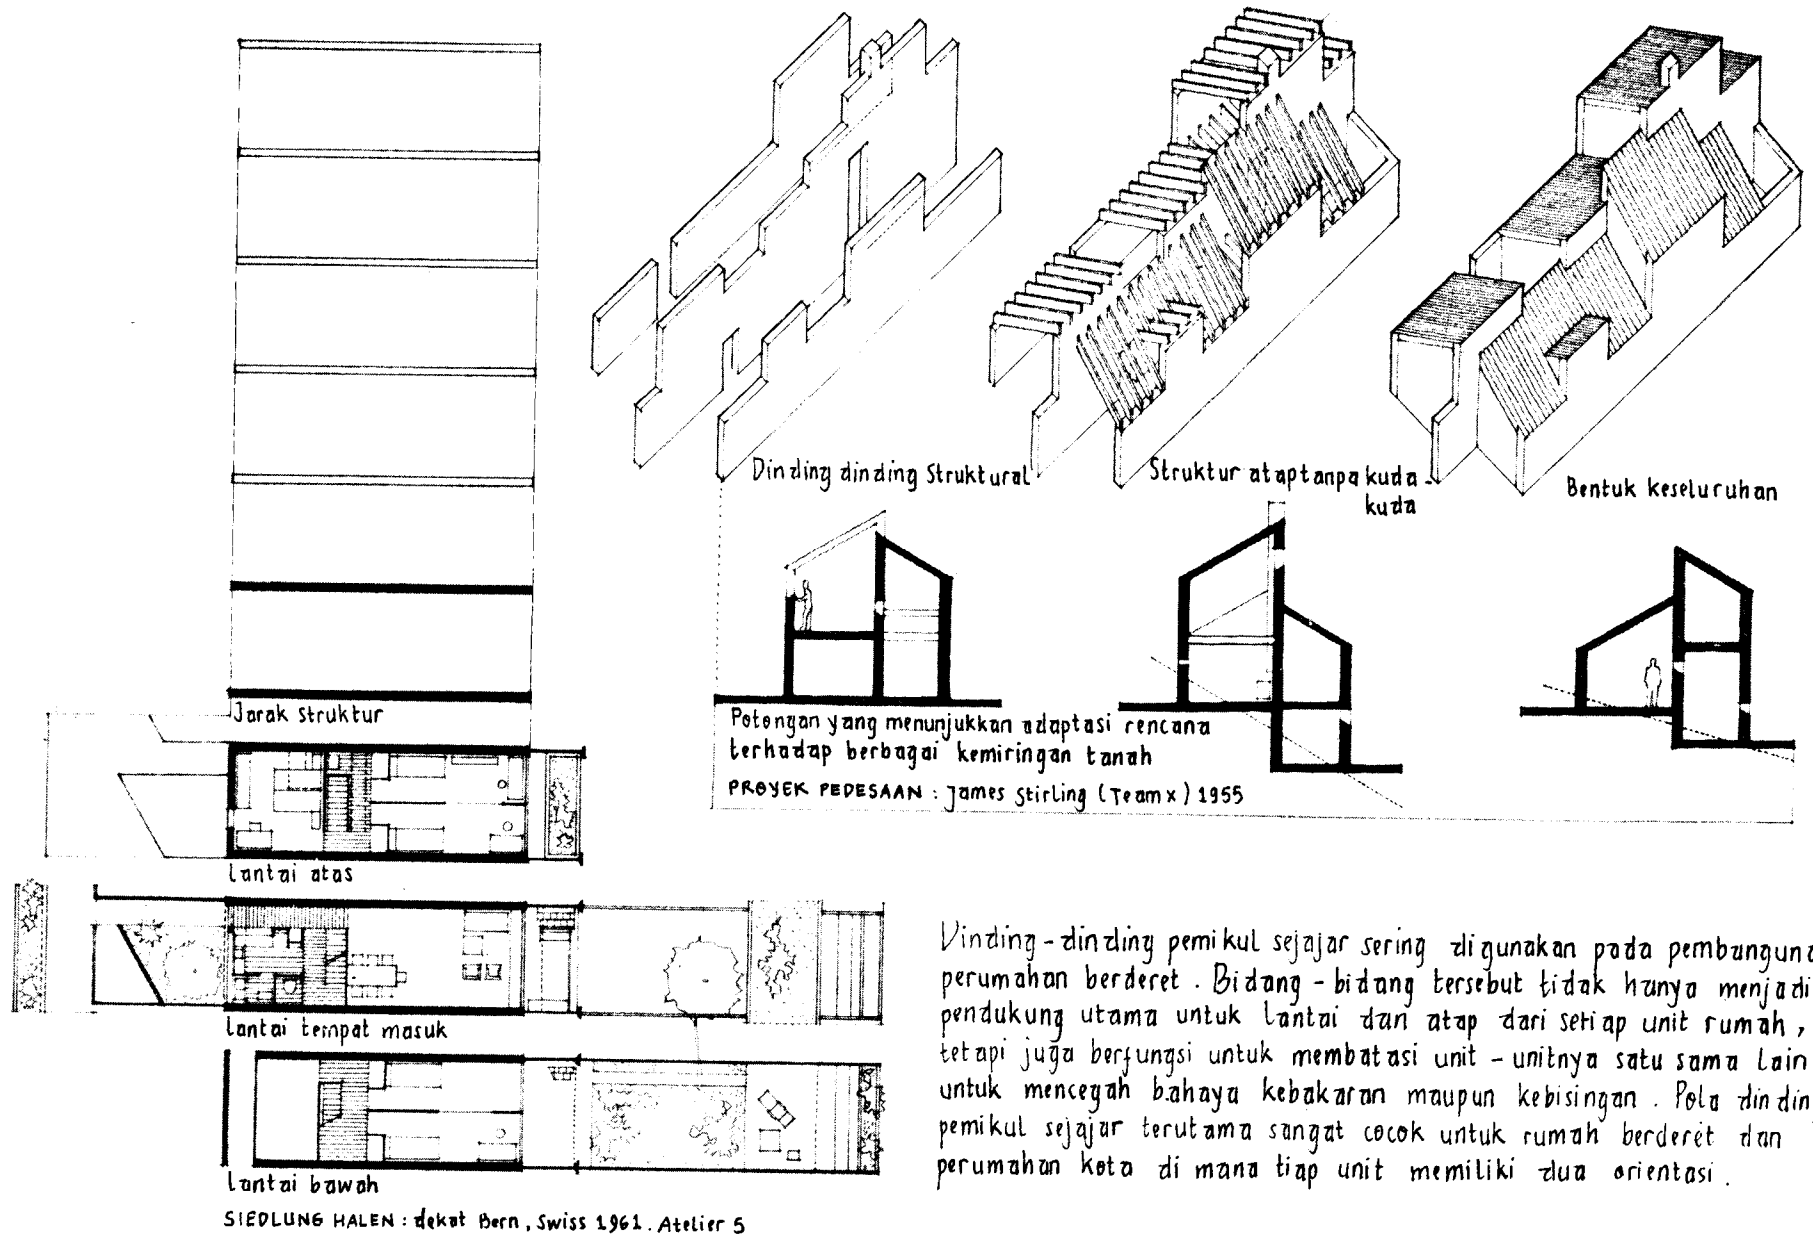 Dinding dinding Struktural
Struktur atap tanpa kuda -
kuda
Bentuk keseluruhan
Jarak struktur
Potongan yang menunjukkan adaptasi rencana
terhadap berbagai kemiringan tanah
PROYEK PEDESAAN : James Stirling (Team x) 1955
Lantai atas
Lantai tempat masuk
Lantai bawah
SIEDLUNG HALEN : dekat Bern, Swiss 1961. Atelier 5
Dinding - dinding pemikul sejajar sering digunakan pada pembanguna
perumahan berderet. Bidang - bidang tersebut tidak hanya menjadi
pendukung utama untuk lantai dan atap dari setiap unit rumah,
tetapi juga berfungsi untuk membatasi unit - unitnya satu sama lain
untuk mencegah bahaya kebakaran maupun kebisingan. Pola dindin
pemikul sejajar terutama sangat cocok untuk rumah berderet dan
perumahan kota di mana tiap unit memiliki dua orientasi.